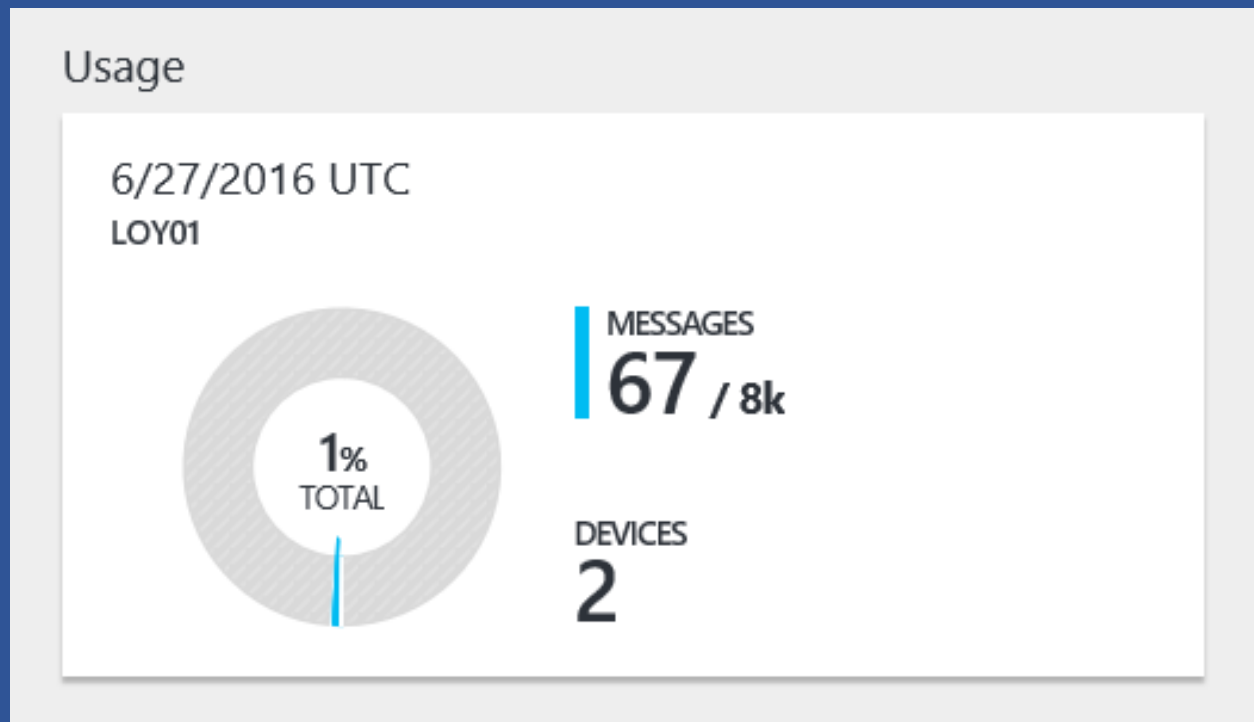 Usage
6/27/2016 UTC
LOY01
1%
TOTAL
MESSAGES
67 / 8k
DEVICES
2